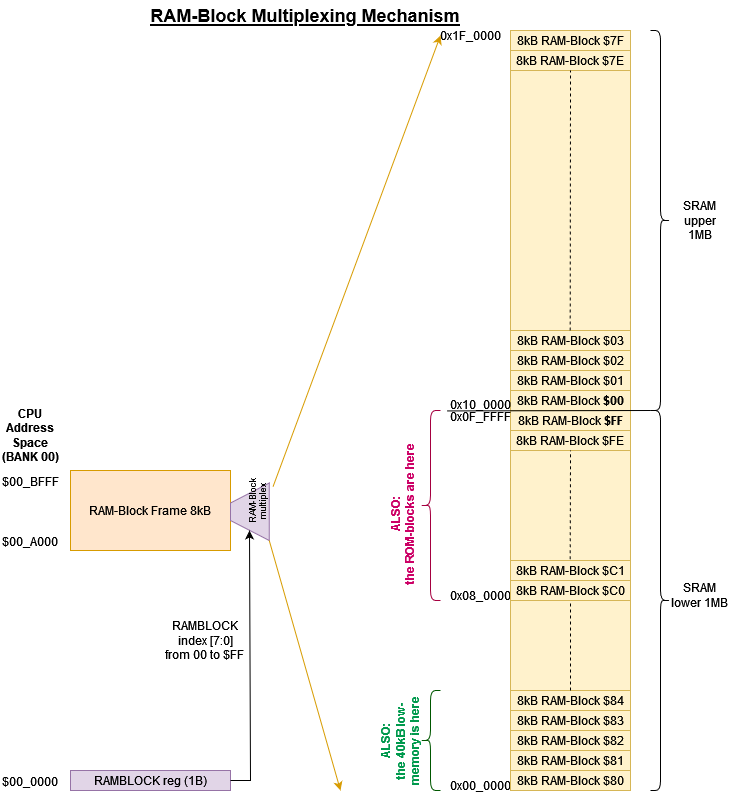 RAM-Block Multiplexing Mechanism
0x1F_0000
8kB RAM-Block $7F
8kB RAM-Block $7E
SRAM
upper
1MB
8kB RAM-Block $03
8kB RAM-Block $02
8kB RAM-Block $01
8kB RAM-Block $00
0x10_0000
0x0F_FFFF
8kB RAM-Block $FF
8kB RAM-Block $FE
CPU
Address
Space
(BANK 00)
$00_BFFF
RAM-Block Frame 8kB
$00_A000
RAM-Block
multiplex
ALSO:
the ROM-blocks are here
8kB RAM-Block $C1
8kB RAM-Block $C0
0x08_0000
SRAM
lower 1MB
RAMBLOCK
index [7:0]
from 00 to $FF
ALSO:
the 40kB low-
memory is here
8kB RAM-Block $84
8kB RAM-Block $83
8kB RAM-Block $82
8kB RAM-Block $81
8kB RAM-Block $80
0x00_0000
$00_0000
RAMBLOCK reg (1B)